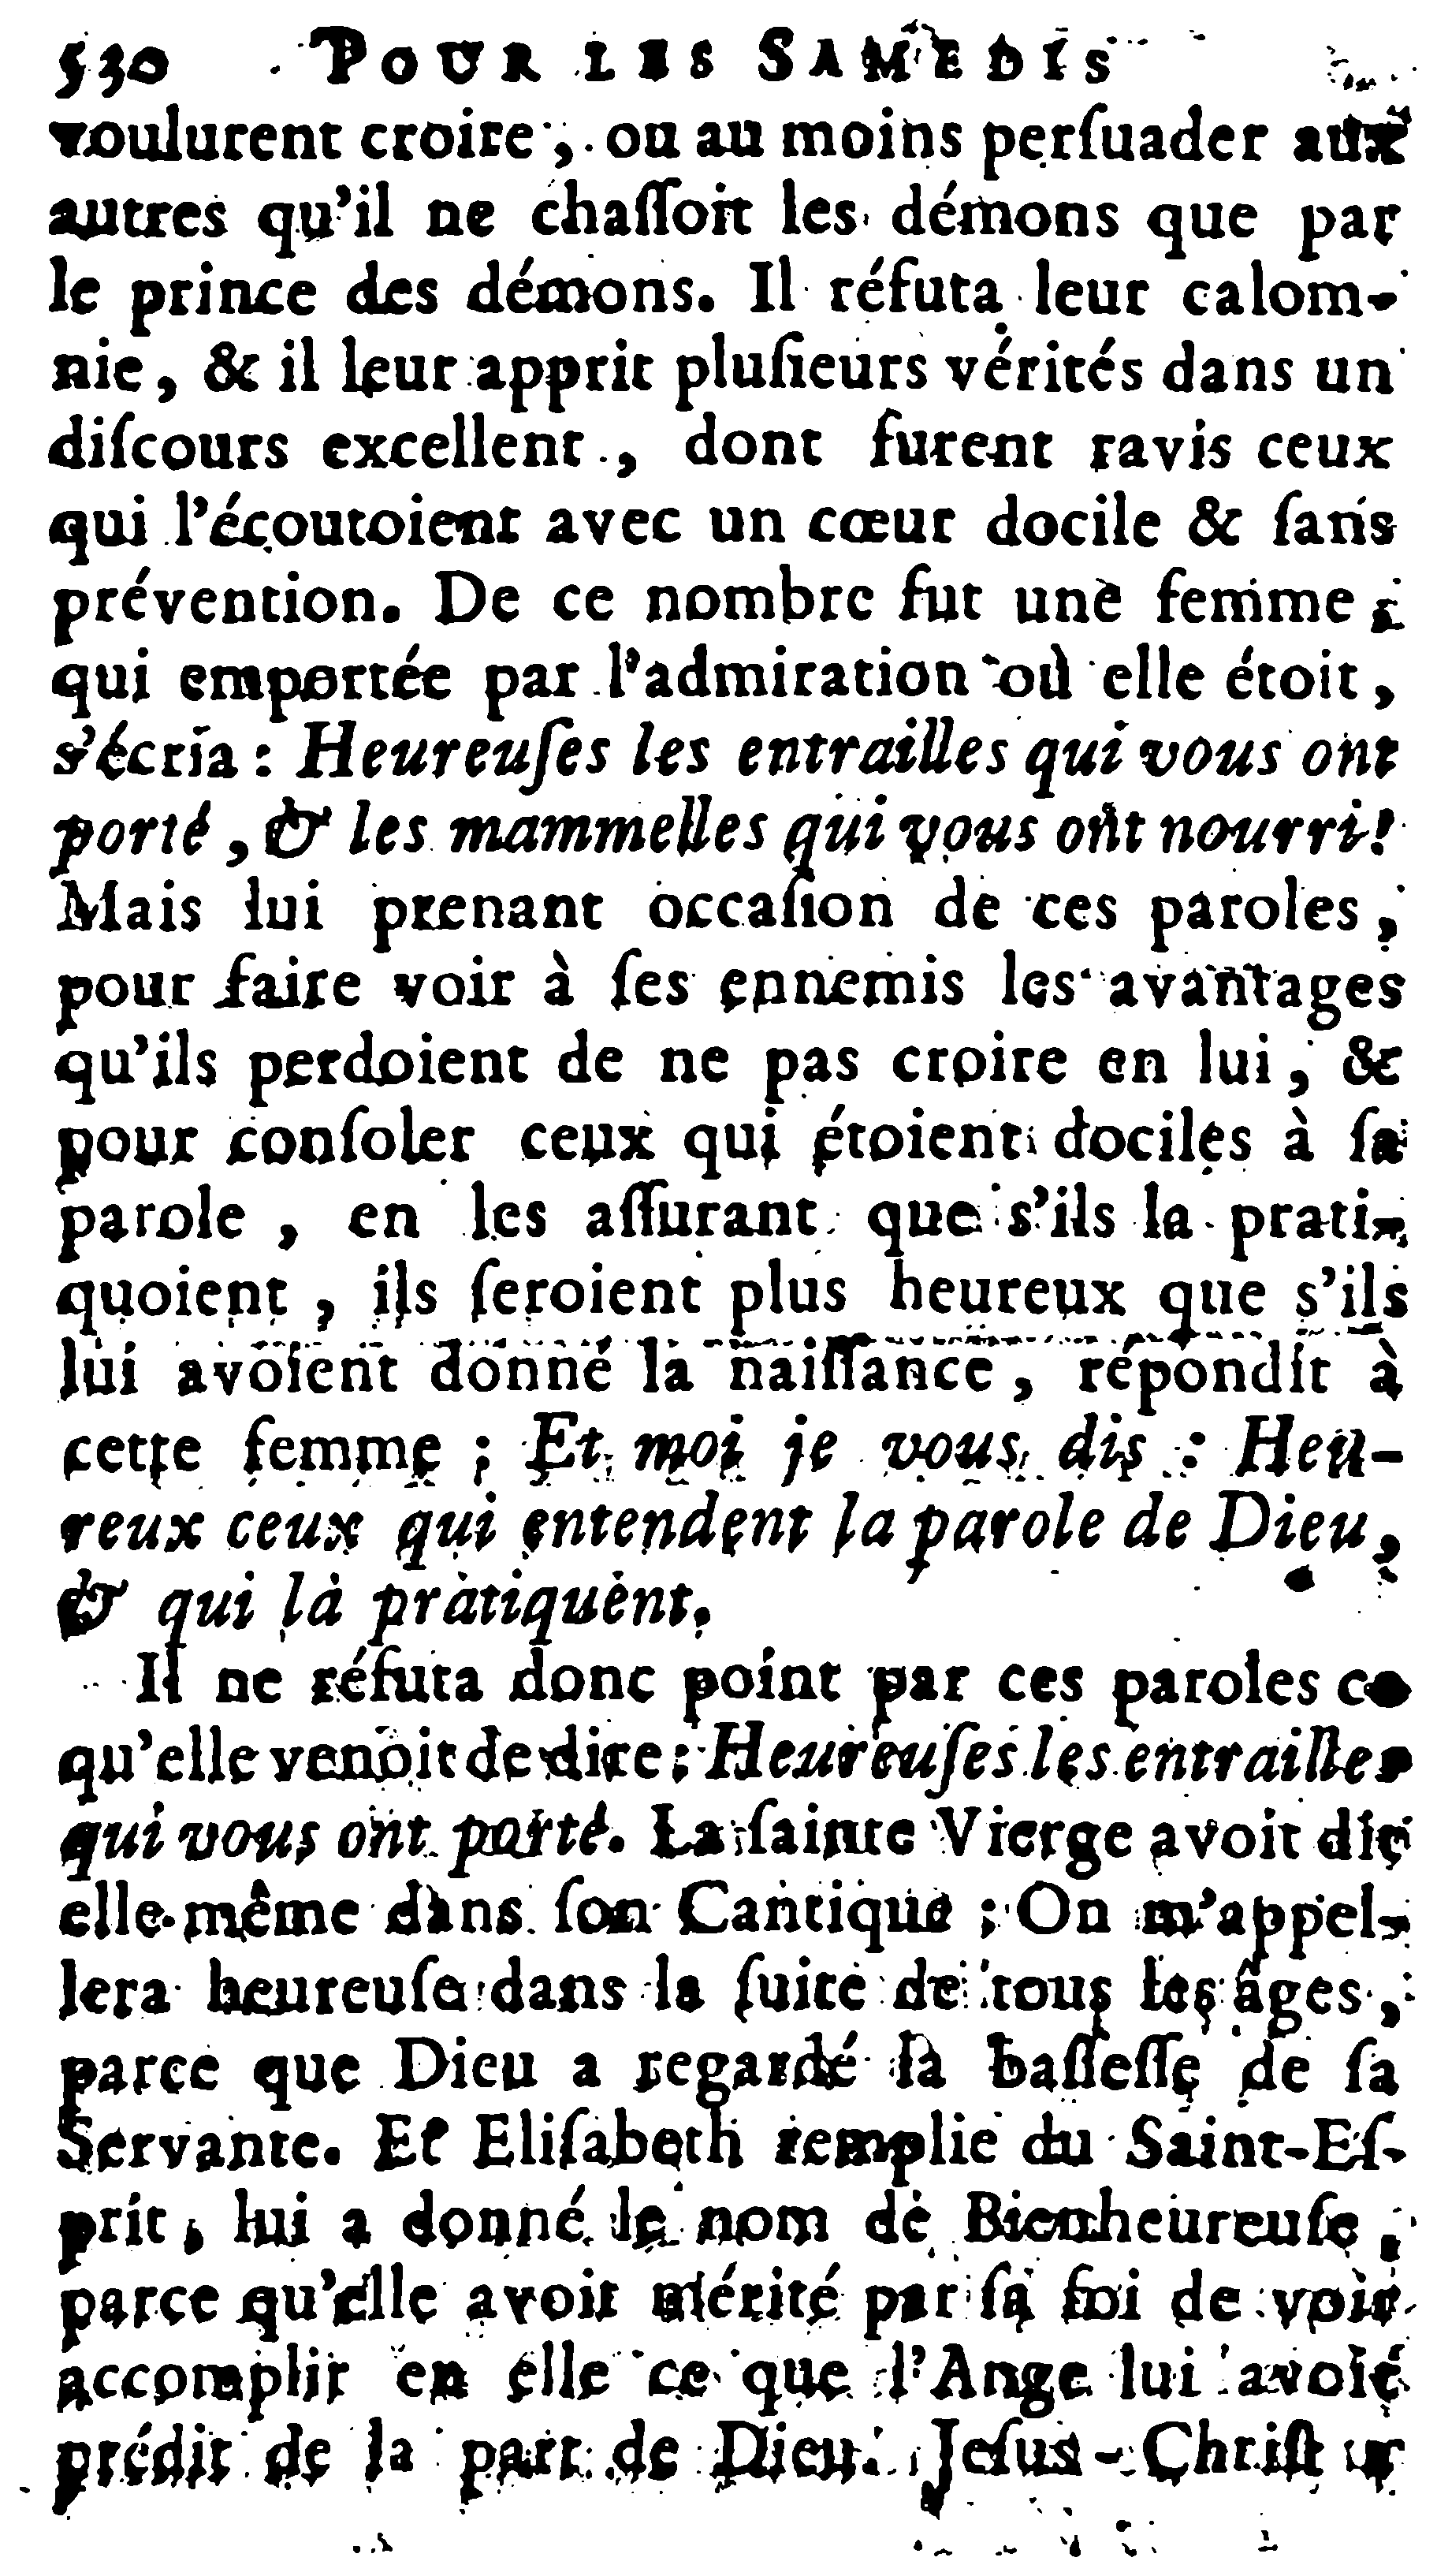 530 POUR LES SAMEDIS
voulurent croire, ou au moins perſuader aux
autres qu'il ne chaſſoit les démons que par
le prince des démons. Il réfuta leur calom-
nie, & il leur apprit pluſieurs vérités dans un
diſcours excellent, dont furent ravis ceux
qui l'écoutoient avec un cœur docile & ſans
prévention. De ce nombre fut une femme,
qui emportée par l'admiration où elle étoit,
s'écria : Heureuſes les entrailles qui vous ont
porté, & les mammelles qui vous ont nourri!
Mais lui prenant occaſion de ces paroles,
pour faire voir à ſes ennemis les avantages
qu'ils perdoient de ne pas croire en lui, &
pour conſoler ceux qui étoient dociles à ſa
parole, en les aſſurant que s'ils la prati-
quoient, ils ſeroient plus heureux que s'ils
lui avoient donné la naiſſance, répondit à
cette femme ; Et moi je vous dis : Heu-
reux ceux qui entendent la parole de Dieu,
& qui la pratiquent.
Il ne réfuta donc point par ces paroles ce
qu'elle venoit de dire : Heureuſes les entrailles
qui vous ont porté. La ſainte Vierge avoit dit
elle-même dans ſon Cantique ; On m'appel-
lera heureuſe dans la ſuite de tous les âges,
parce que Dieu a regardé la baſſeſſe de ſa
Servante. Et Eliſabeth remplie du Saint-Eſ-
prit, lui a donné le nom de Bienheureuſe,
parce qu'elle avoit mérité par ſa foi de voir
accomplir en elle ce que l'Ange lui avoit
prédit de la part de Dieu. Jeſus-Chriſt